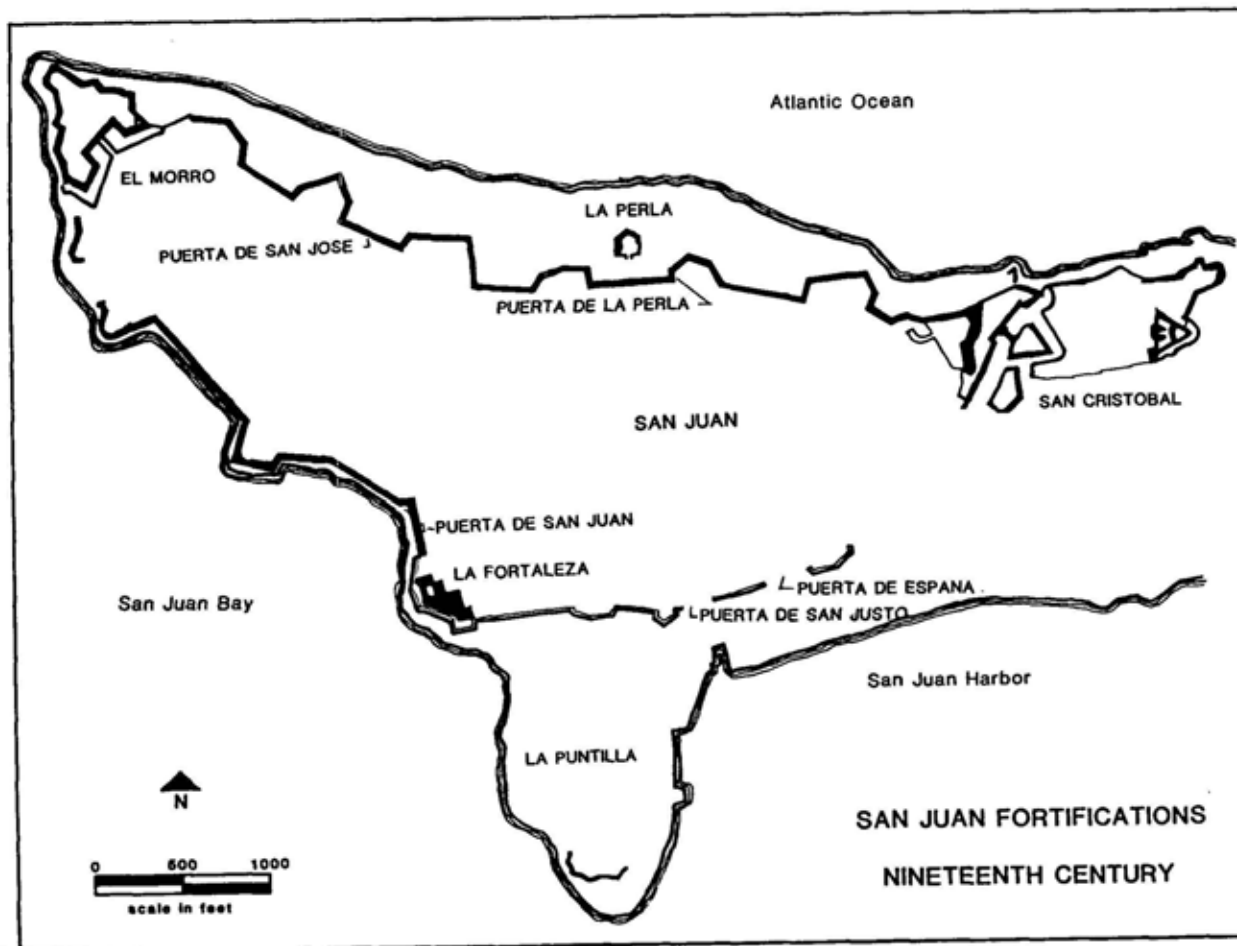 Atlantic Ocean
EL MORRO
LA PERLA
PUERTA DE SAN JOSE
PUERTA DE LA PERLA
SAN CRISTOBAL
SAN JUAN
PUERTA DE SAN JUAN
LA FORTALEZA
San Juan Bay
PUERTA DE ESPANA
PUERTA DE SAN JUSTO
San Juan Harbor
LA PUNTILLA
N
0 500 1000
scale in feet
SAN JUAN FORTIFICATIONS
NINETEENTH CENTURY